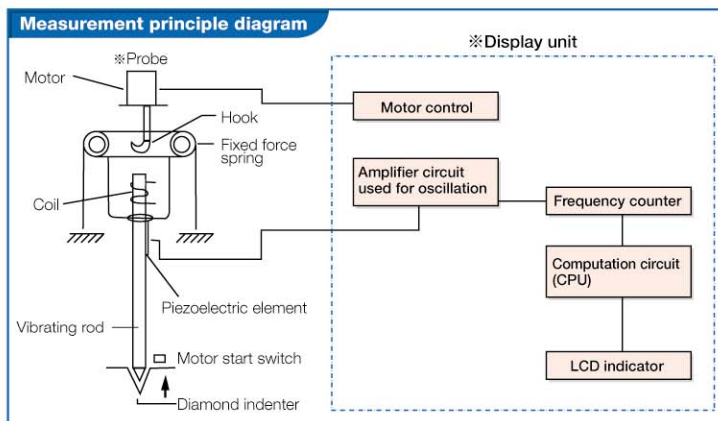 Measurement principle diagram
※Display unit
※Probe
Motor
Motor control
Hook
Fixed force
spring
Amplifier circuit
used for oscillation
Coil
Frequency counter
Computation circuit
(CPU)
Piezoelectric element
Vibrating rod
Motor start switch
LCD indicator
Diamond indenter